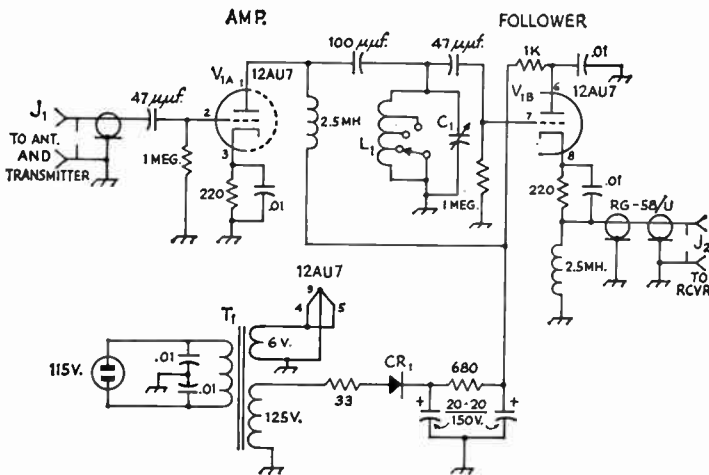 AMP.
FOLLOWER
100 μμf.
47 μμf.
1K
.01
V1A
1
12AU7
6
V1B
12AU7
J1
47 μμf.
2
7
2.5MH
C1
L1
TO ANT.
AND
TRANSMITTER
3
8
1 MEG.
1 MEG.
220
.01
220
.01
RG-58/U
J2
2.5MH.
TO
RCVR
12AU7
9
4
5
T1
6 V.
115V.
.01
.01
CR1
680
33
125V.
+
20-20
150V.
+